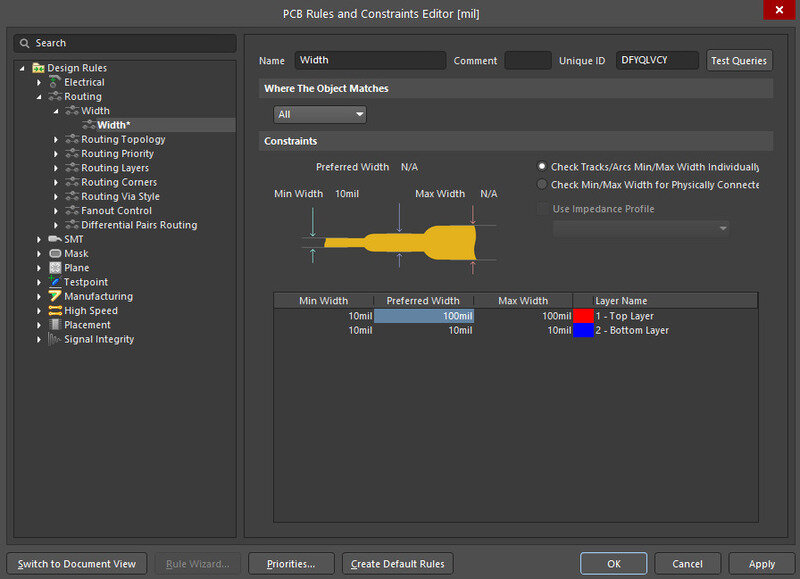 PCB Rules and Constraints Editor [mil]
Search
Design Rules
Electrical
Routing
Width
Width*
Routing Topology
Routing Priority
Routing Layers
Routing Corners
Routing Via Style
Fanout Control
Differential Pairs Routing
SMT
Mask
Plane
Testpoint
Manufacturing
High Speed
Placement
Signal Integrity
Name Width Comment Unique ID DFYQLVCY Test Queries
Where The Object Matches
All
Constraints
Preferred Width N/A
Min Width 10mil Max Width N/A
Check Tracks/Arcs Min/Max Width Individually
Check Min/Max Width for Physically Connecte
Use Impedance Profile
Min Width Preferred Width Max Width Layer Name
10mil 100mil 100mil 1 - Top Layer
10mil 10mil 10mil 2 - Bottom Layer
Switch to Document View Rule Wizard... Priorities... Create Default Rules OK Cancel Apply